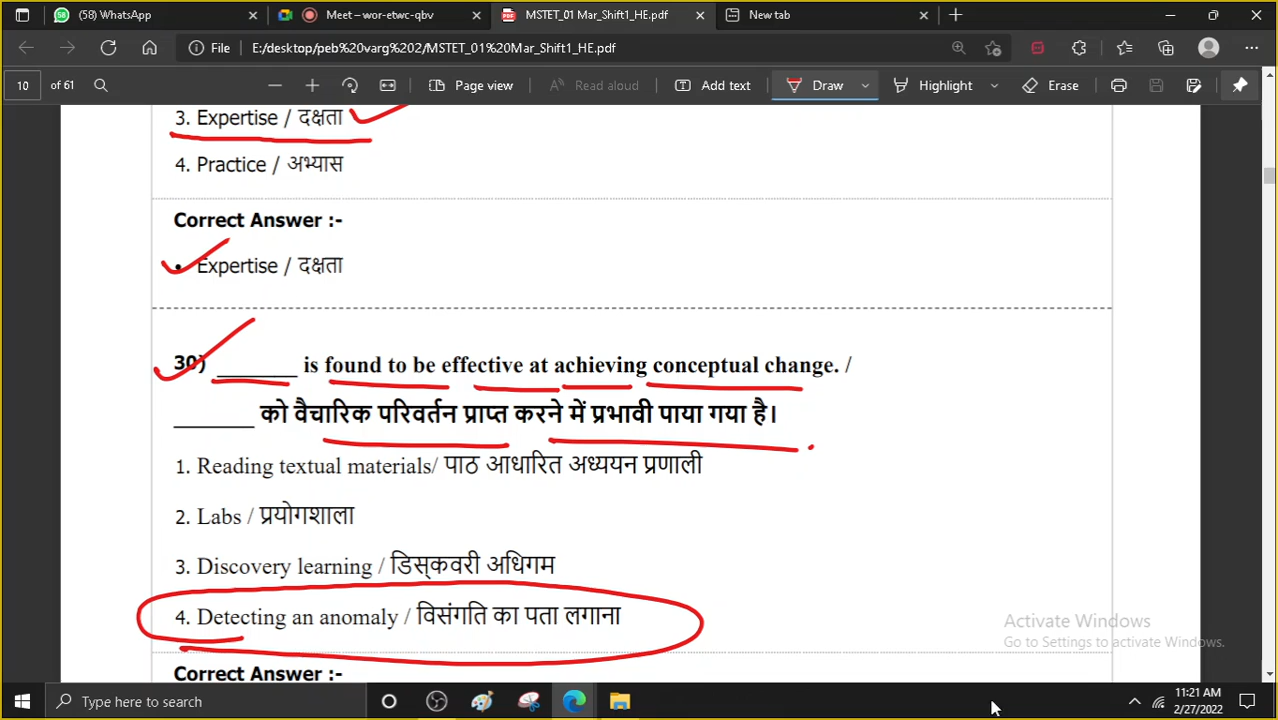 (58) WhatsApp
Meet – wor-etwc-qbv
MSTET_01 Mar_Shift1_HE.pdf
New tab
File
E:/desktop/peb%20varg%202/MSTET_01%20Mar_Shift1_HE.pdf
10 of 61
Page view
Read aloud
Add text
Draw
Highlight
Erase
3. Expertise / दक्षता
4. Practice / अभ्यास
Correct Answer :-
• Expertise / दक्षता
30) _______ is found to be effective at achieving conceptual change. /
_______ को वैचारिक परिवर्तन प्राप्त करने में प्रभावी पाया गया है।
1. Reading textual materials/ पाठ आधारित अध्ययन प्रणाली
2. Labs / प्रयोगशाला
3. Discovery learning / डिस्कवरी अधिगम
4. Detecting an anomaly / विसंगति का पता लगाना
Activate Windows
Go to Settings to activate Windows.
Correct Answer :-
Type here to search
11:21 AM
2/27/2022